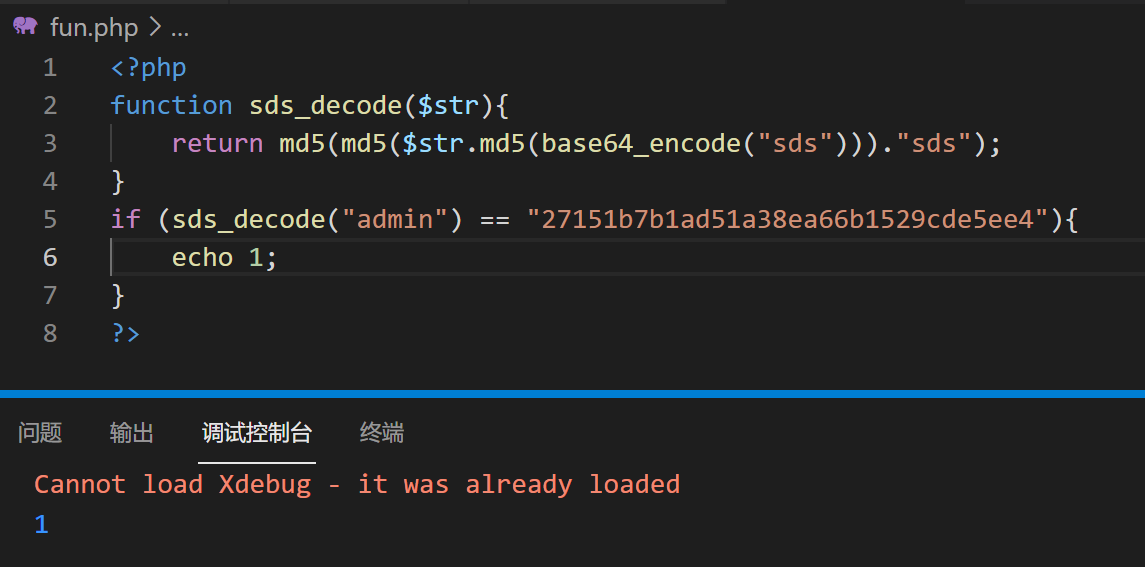 fun.php > ...
1 <?php
2 function sds_decode($str){
3     return md5(md5($str.md5(base64_encode("sds")))."sds");
4 }
5 if (sds_decode("admin") == "27151b7b1ad51a38ea66b1529cde5ee4"){
6     echo 1;
7 }
8 ?>
问题 输出 调试控制台 终端
Cannot load Xdebug - it was already loaded
1